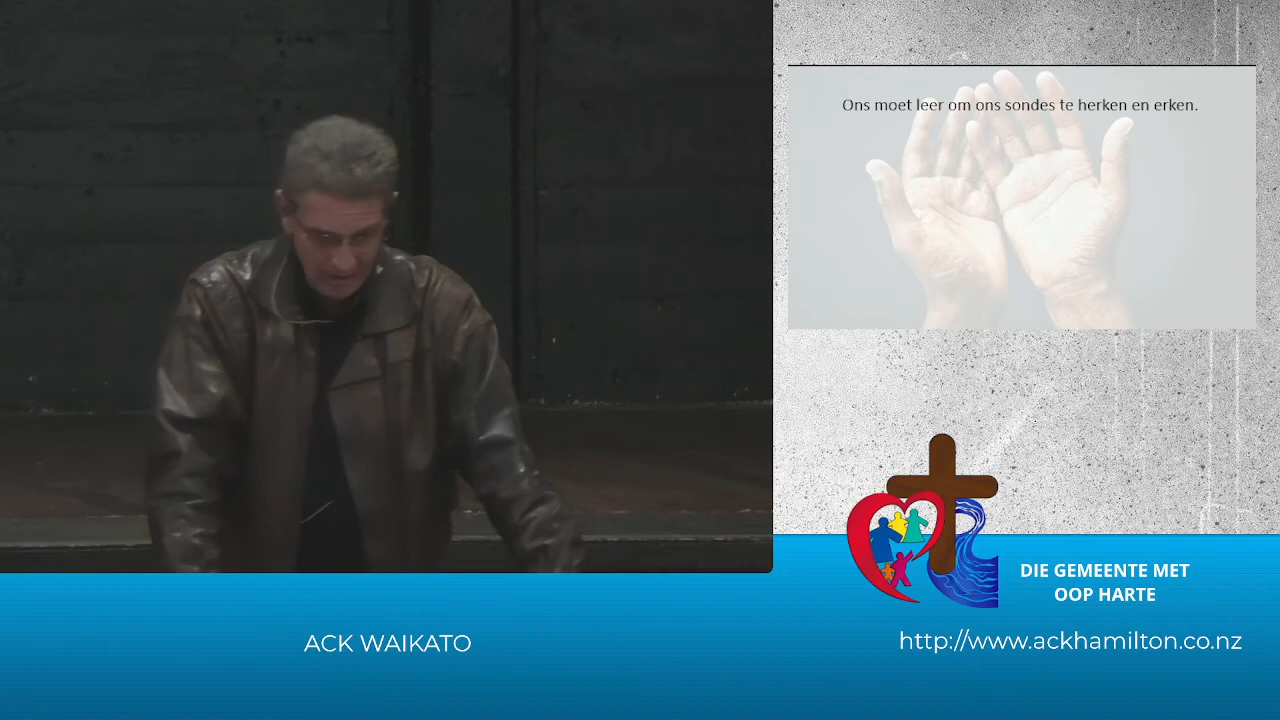 Ons moet leer om ons sondes te herken en erken.
DIE GEMEENTE MET
OOP HARTE
ACK WAIKATO
http://www.ackhamilton.co.nz